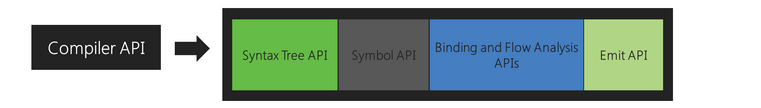 Compiler API
Syntax Tree API
Symbol API
Binding and Flow Analysis
APIs
Emit API